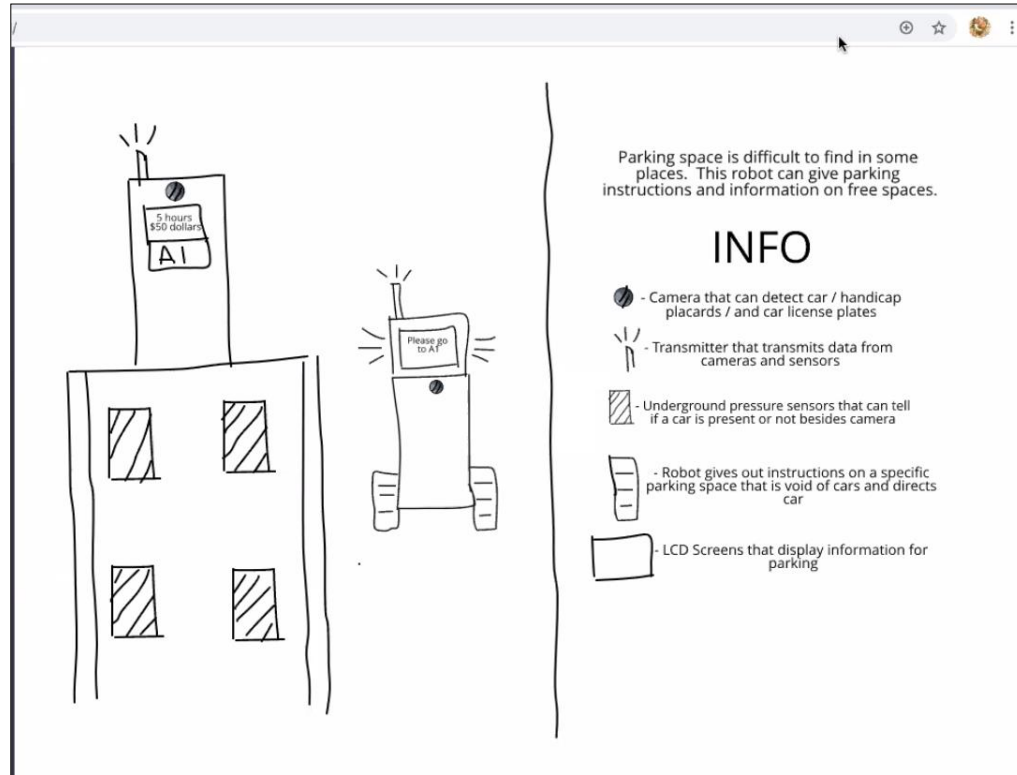 /
5 hours
$50 dollars
A1
Please go
to A1
Parking space is difficult to find in some
places. This robot can give parking
instructions and information on free spaces.
INFO
- Camera that can detect car / handicap
placards / and car license plates
- Transmitter that transmits data from
cameras and sensors
- Underground pressure sensors that can tell
if a car is present or not besides camera
- Robot gives out instructions on a specific
parking space that is void of cars and directs
car
- LCD Screens that display information for
parking